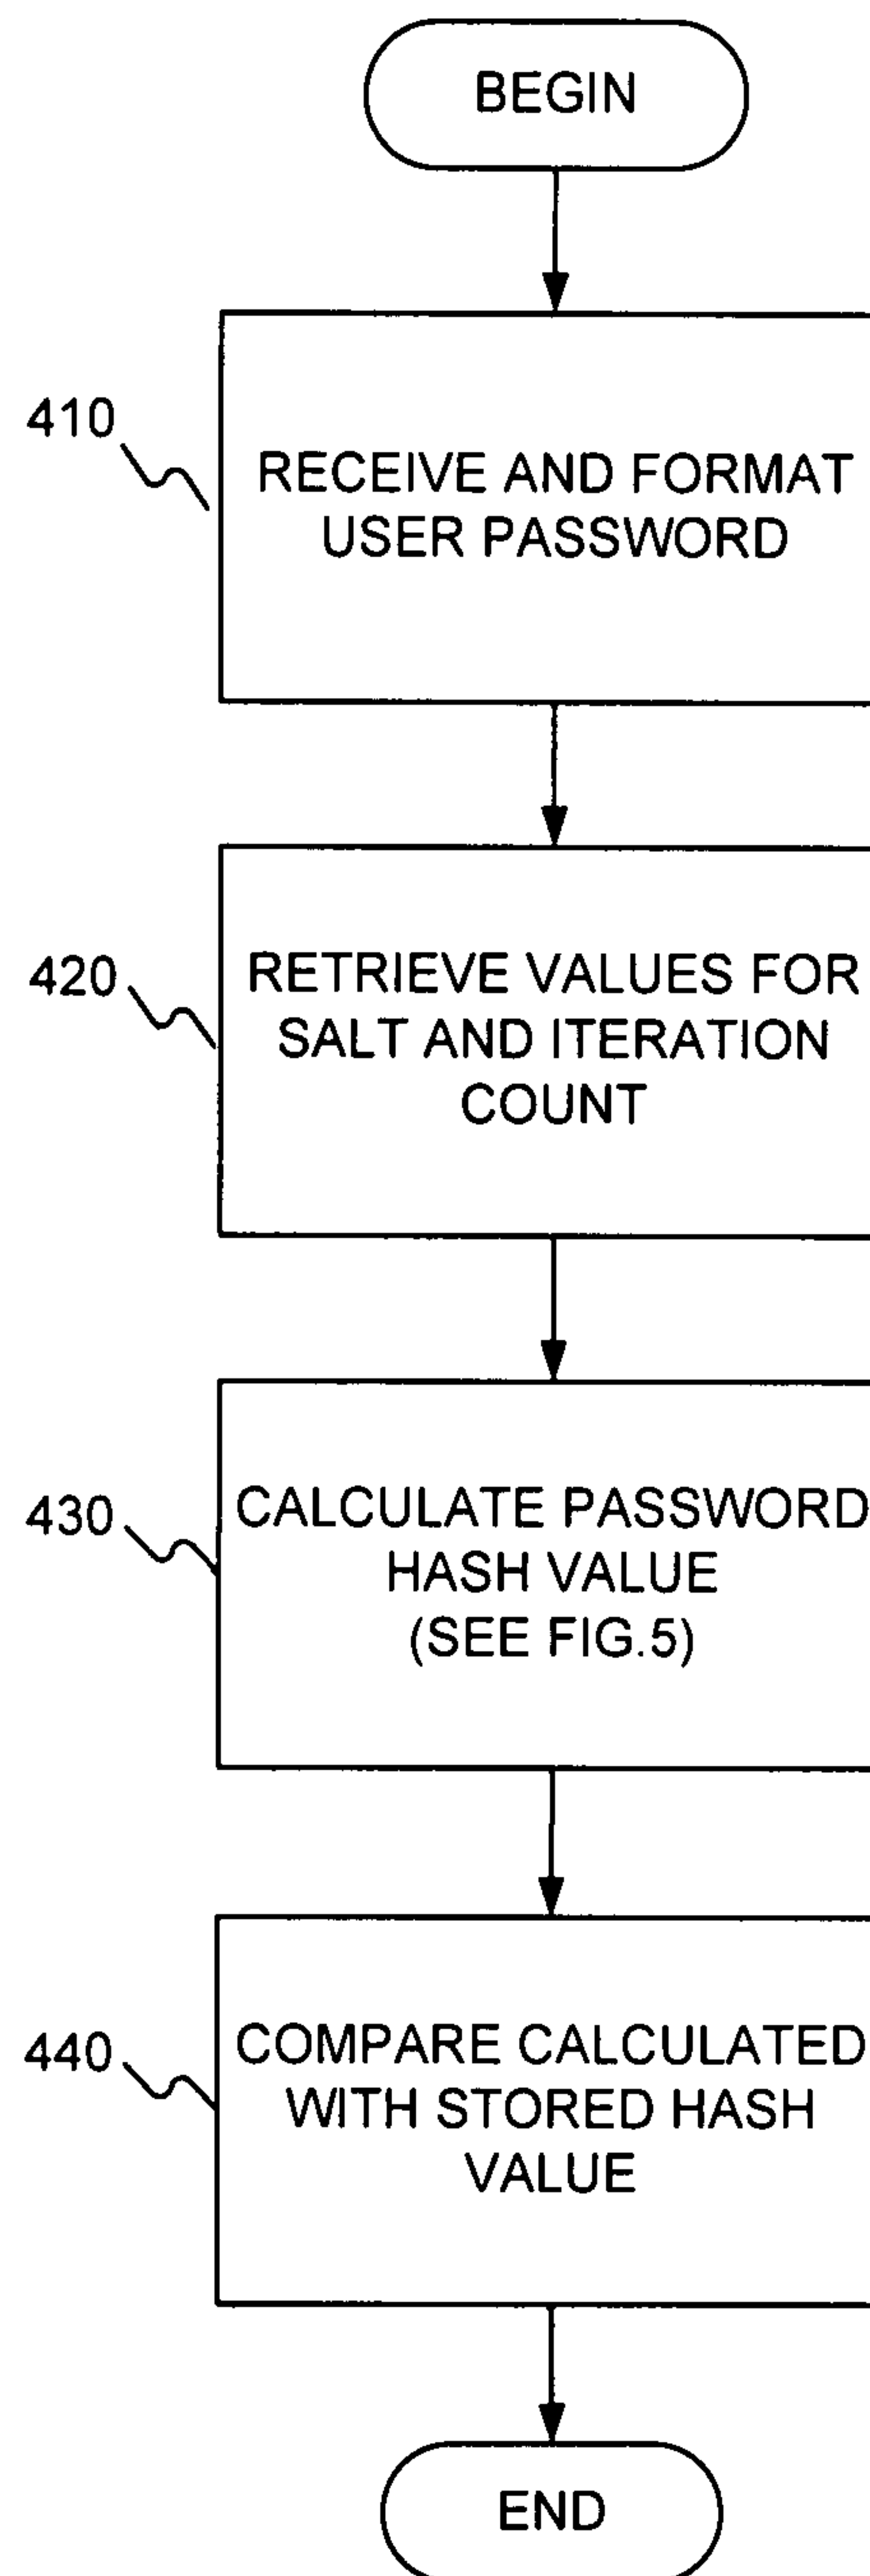 BEGIN
410
RECEIVE AND FORMAT
USER PASSWORD
420
RETRIEVE VALUES FOR
SALT AND ITERATION
COUNT
430
CALCULATE PASSWORD
HASH VALUE
(SEE FIG.5)
440
COMPARE CALCULATED
WITH STORED HASH
VALUE
END